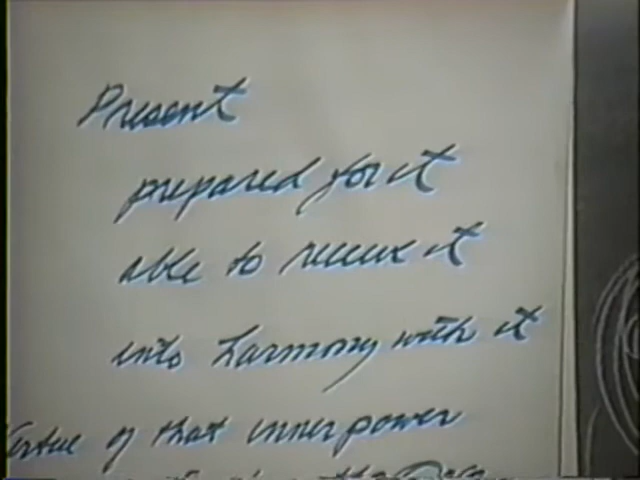 Present
prepared for it
able to receive it
into harmony with it
Virtue of that inner power